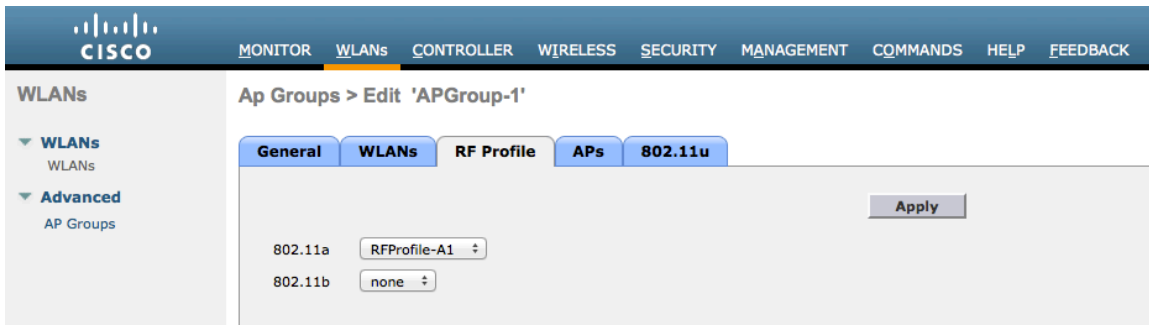 CISCO
MONITOR WLANs CONTROLLER WIRELESS SECURITY MANAGEMENT COMMANDS HELP FEEDBACK
WLANs
WLANs
WLANs
Advanced
AP Groups
Ap Groups > Edit 'APGroup-1'
General WLANs RF Profile APs 802.11u
Apply
802.11a RFProfile-A1
802.11b none